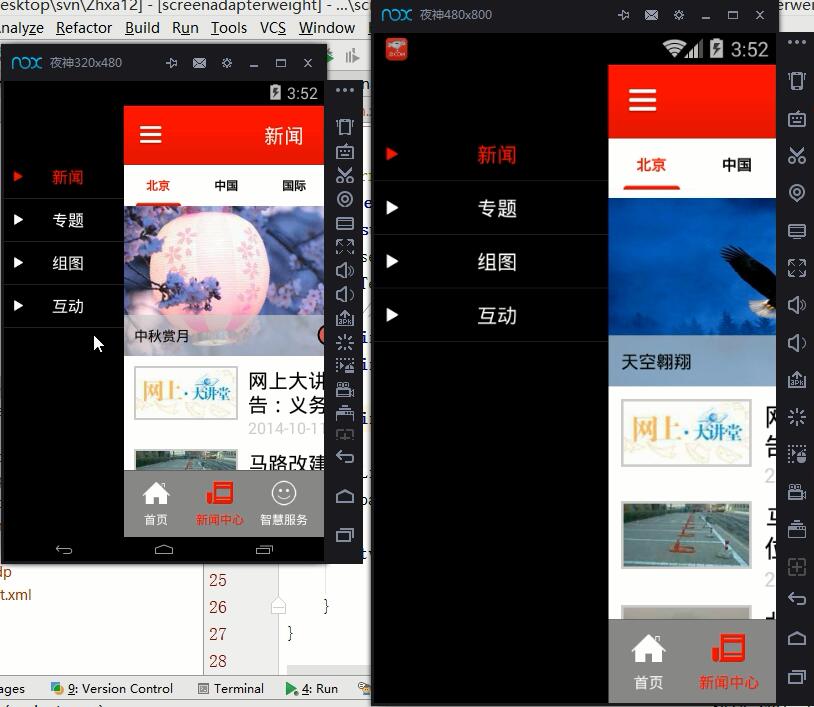 esktop\svn\Zhxa12] - [screenadapterweight] - ...\sc
nalyze Refactor Build Run Tools VCS Window
nox 夜神320x480
3:52
新闻
专题
组图
互动
新闻
北京 中国 国际
中秋赏月
网上·大讲堂
网上大讲
告：义务
2014-10-11
马路改建
首页 新闻中心 智慧服务
nox 夜神480x800
3:52
新闻
专题
组图
互动
北京 中国
天空翱翔
网上·大讲堂
首页 新闻中心
dp
t.xml
25
26 }
27 }
28
ages 9: Version Control Terminal 4: Run